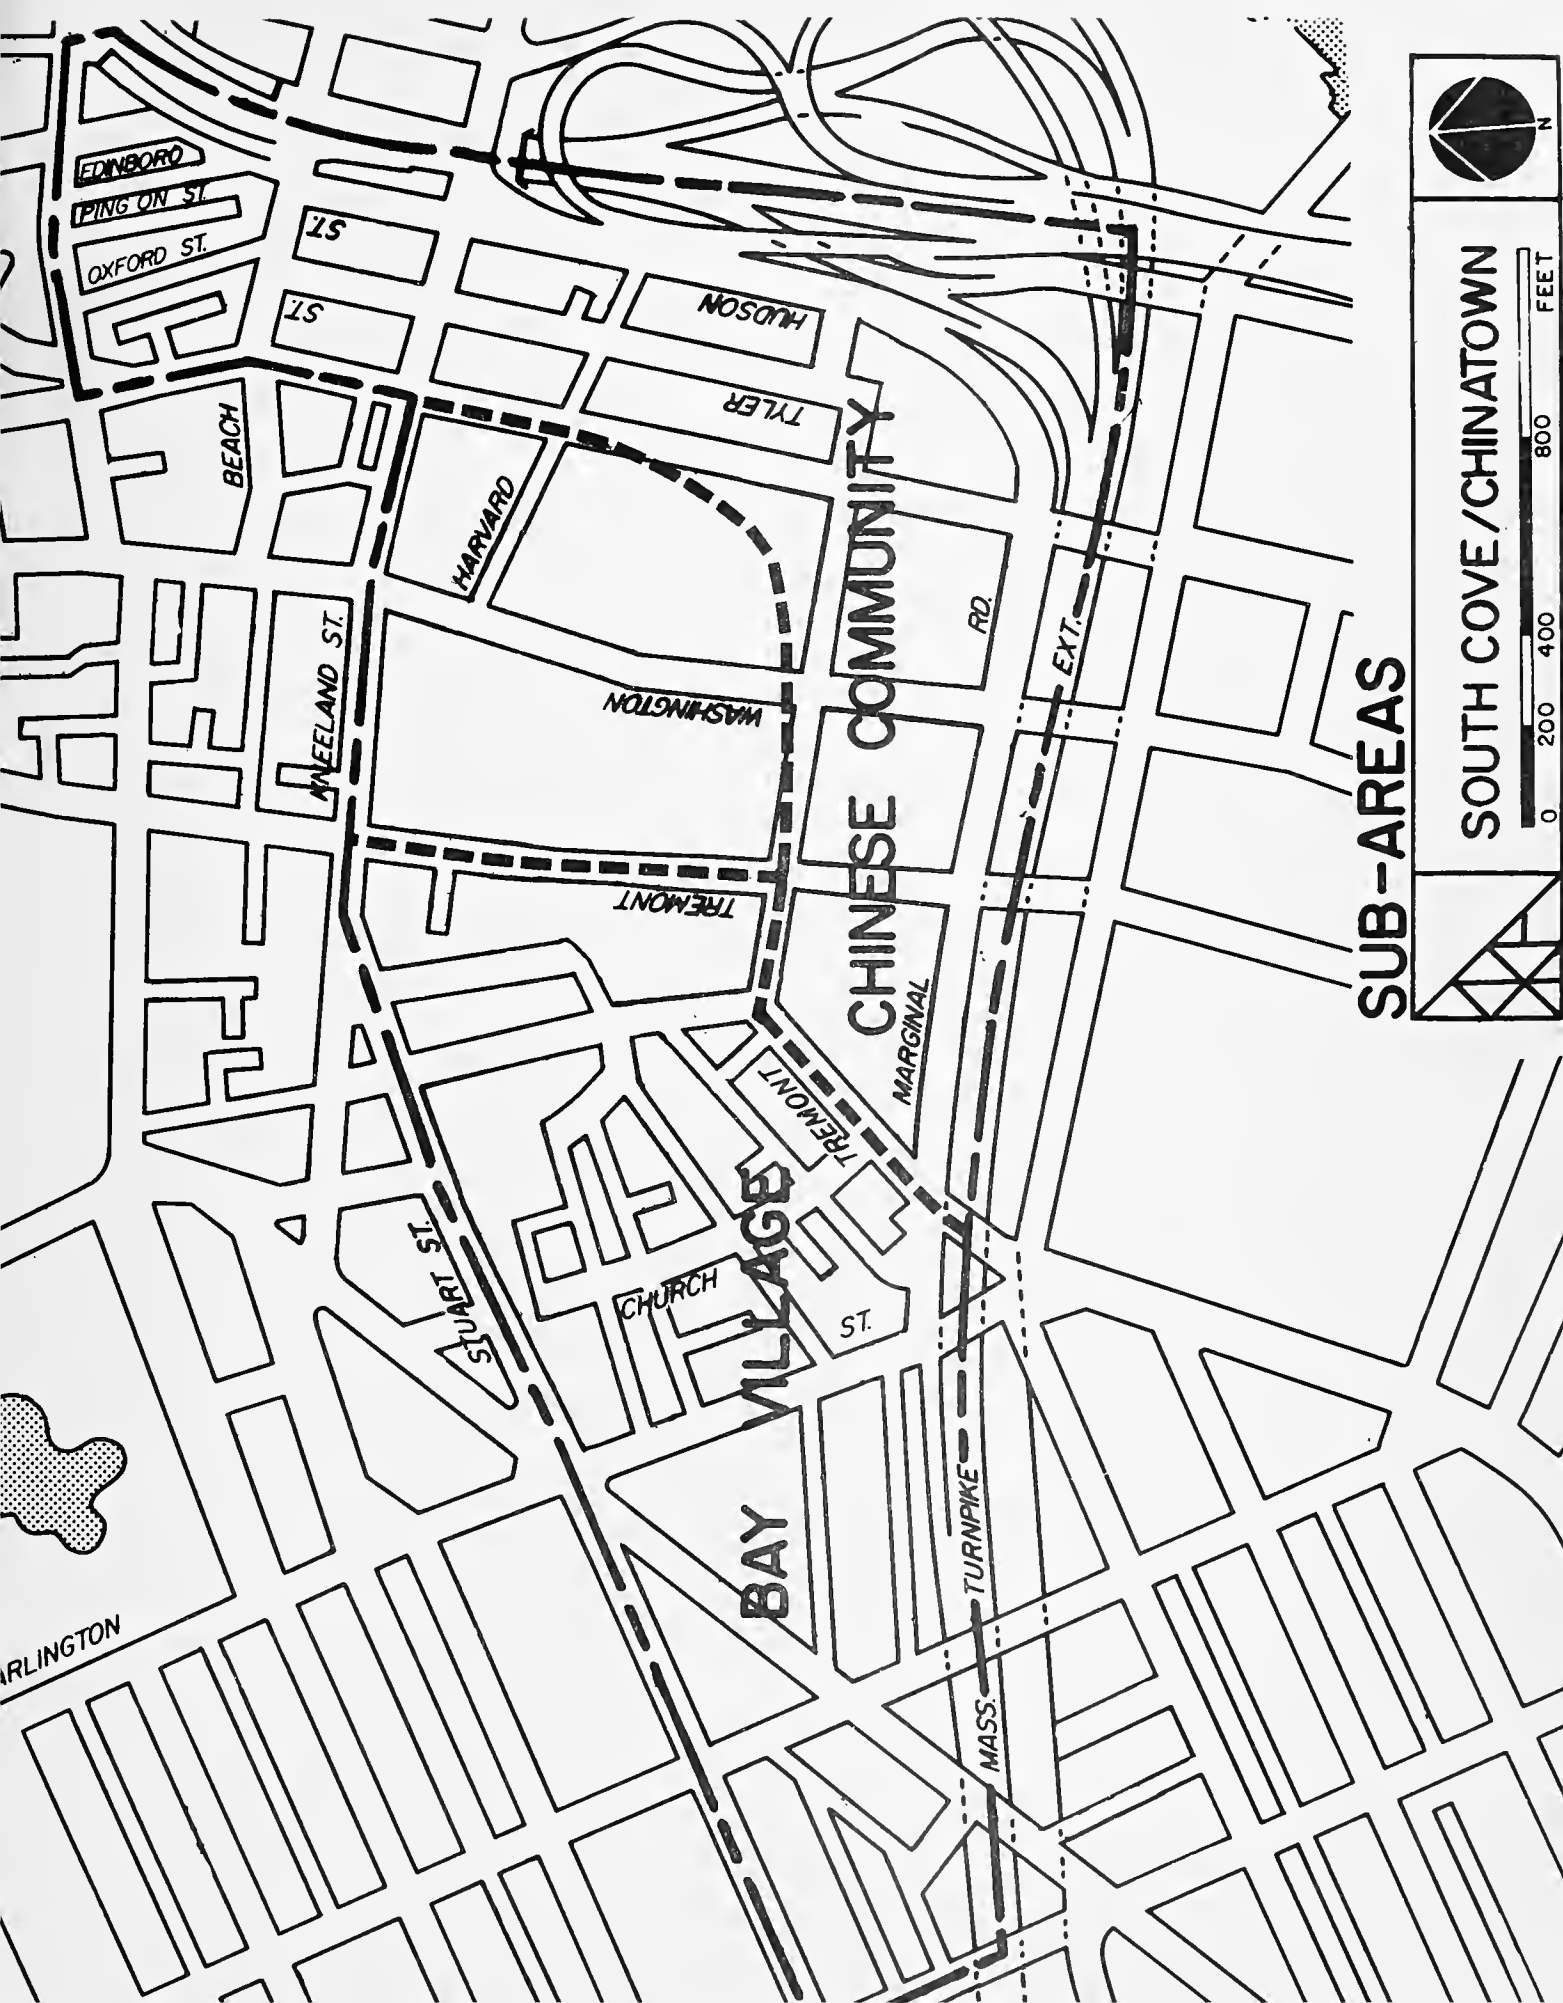 EDINBORO
PING ON ST.
OXFORD ST.
ST.
ST.
HUDSON
TYLER
BEACH
HARVARD
KNEELAND ST.
WASHINGTON
TREMONT
CHINESE COMMUNITY
MARGINAL
RD.
TREMONT
STUART ST.
CHURCH
ST.
BAY VILLAGE
MASS. TURNPIKE EXT.
ARLINGTON
SUB-AREAS
SOUTH COVE/CHINATOWN
0 200 400 800 FEET
N